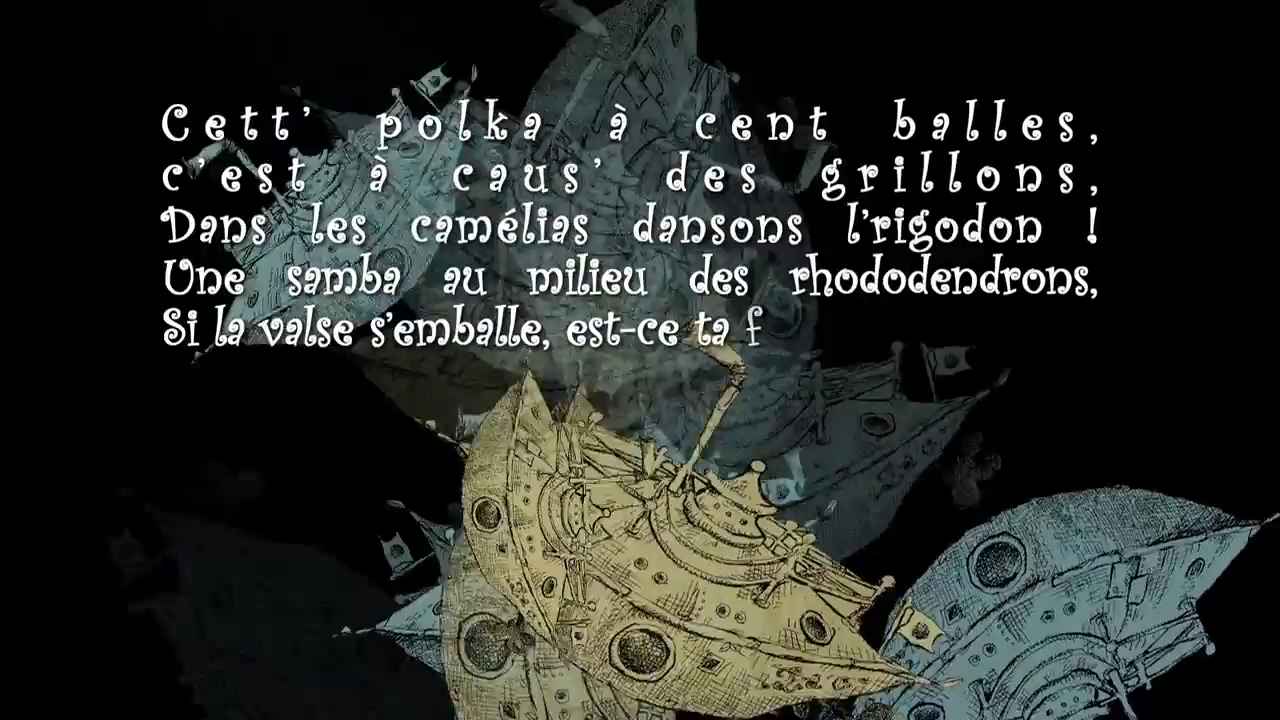 Cett' polka à cent balles,
c'est à caus' des grillons,
Dans les camélias dansons l'rigodon !
Une samba au milieu des rhododendrons,
Si la valse s'emballe, est-ce ta f